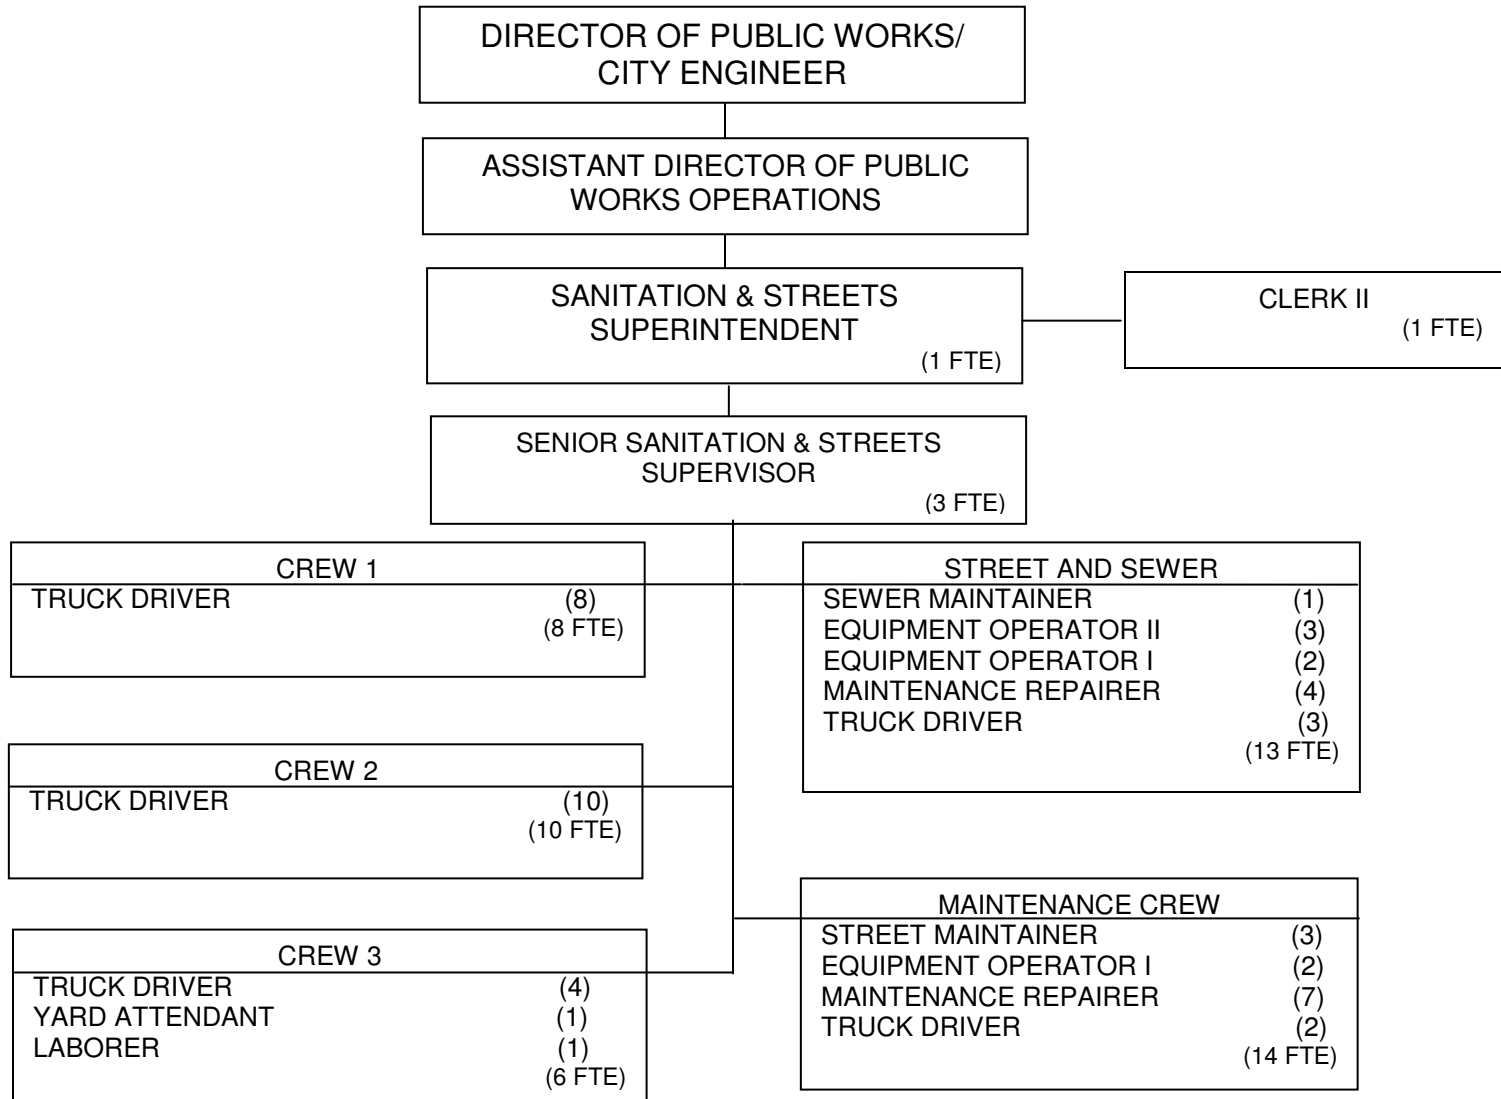 DIRECTOR OF PUBLIC WORKS/
CITY ENGINEER
ASSISTANT DIRECTOR OF PUBLIC
WORKS OPERATIONS
SANITATION & STREETS
SUPERINTENDENT
(1 FTE)
CLERK II
(1 FTE)
SENIOR SANITATION & STREETS
SUPERVISOR
(3 FTE)
CREW 1
TRUCK DRIVER (8)
(8 FTE)
STREET AND SEWER
SEWER MAINTAINER (1)
EQUIPMENT OPERATOR II (3)
EQUIPMENT OPERATOR I (2)
MAINTENANCE REPAIRER (4)
TRUCK DRIVER (3)
(13 FTE)
CREW 2
TRUCK DRIVER (10)
(10 FTE)
MAINTENANCE CREW
STREET MAINTAINER (3)
EQUIPMENT OPERATOR I (2)
MAINTENANCE REPAIRER (7)
TRUCK DRIVER (2)
(14 FTE)
CREW 3
TRUCK DRIVER (4)
YARD ATTENDANT (1)
LABORER (1)
(6 FTE)